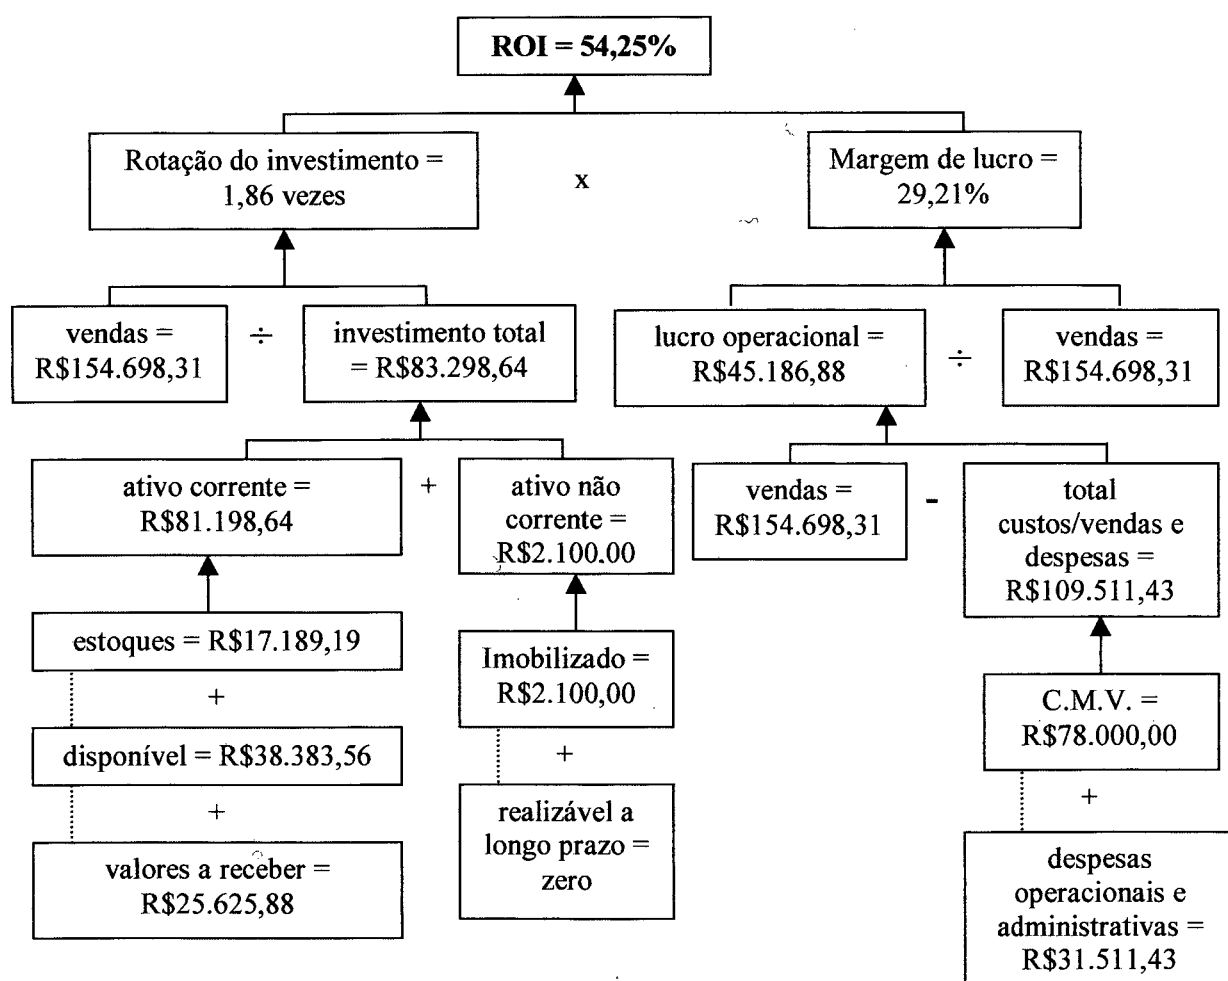 ROI = 54,25%
Rotação do investimento =
1,86 vezes
x
Margem de lucro =
29,21%
vendas =
R$154.698,31
÷
investimento total
= R$83.298,64
lucro operacional =
R$45.186,88
÷
vendas =
R$154.698,31
ativo corrente =
R$81.198,64
+
ativo não
corrente =
R$2.100,00
vendas =
R$154.698,31
-
total
custos/vendas e
despesas =
R$109.511,43
estoques = R$17.189,19
+
disponível = R$38.383,56
+
valores a receber =
R$25.625,88
Imobilizado =
R$2.100,00
+
realizável a
longo prazo =
zero
C.M.V. =
R$78.000,00
+
despesas
operacionais e
administrativas =
R$31.511,43